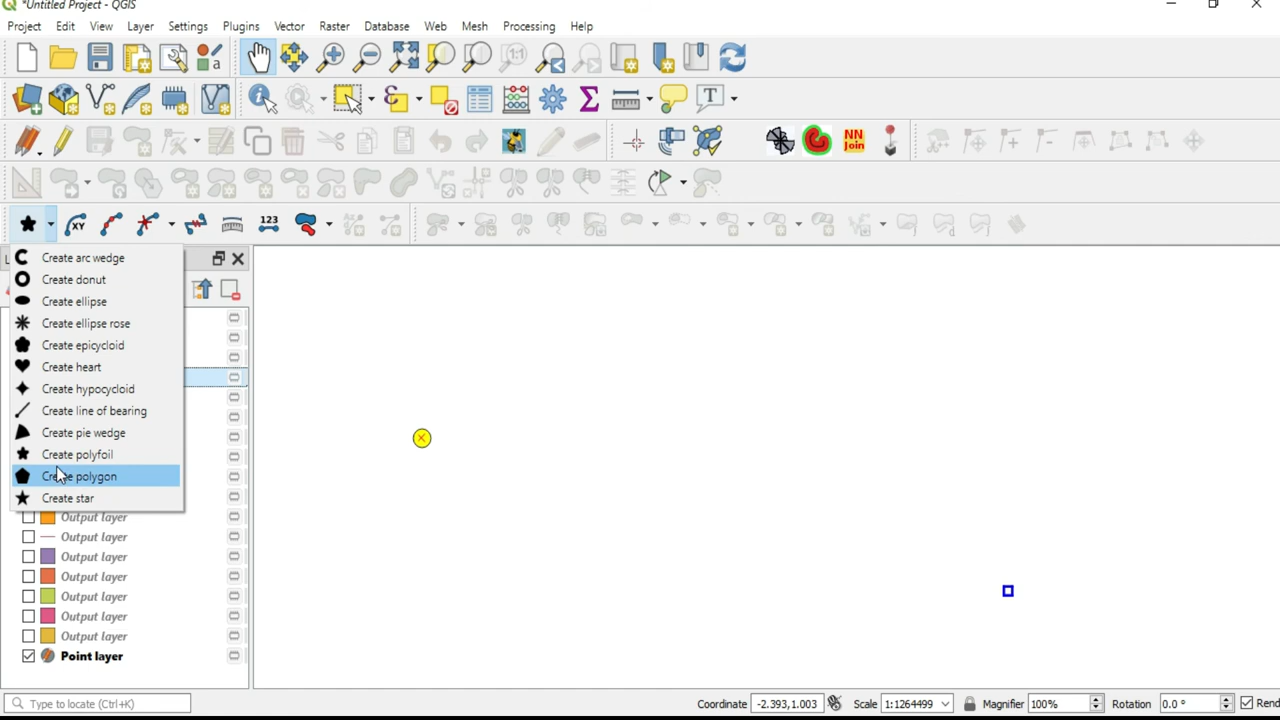 *Untitled Project - QGIS
Project Edit View Layer Settings Plugins Vector Raster Database Web Mesh Processing Help
1:1
T
NN
Join
XY
123
Create arc wedge
Create donut
Create ellipse
Create ellipse rose
Create epicycloid
Create heart
Create hypocycloid
Create line of bearing
Create pie wedge
Create polyfoil
Create polygon
Create star
Output layer
Output layer
Output layer
Output layer
Output layer
Output layer
Output layer
Point layer
Type to locate (Ctrl+K) Coordinate -2.393,1.003 Scale 1:1264499 Magnifier 100% Rotation 0.0 ° Rend